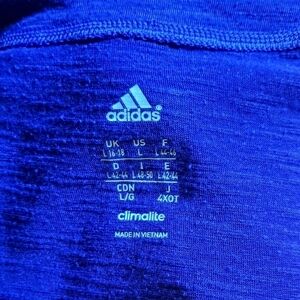 adidas®
UK US F
L 16-18 L L 44-46
D I E
L 42-44 L 48-50 L 42-44
CDN J
L/G 4XOT
climalite
MADE IN VIETNAM